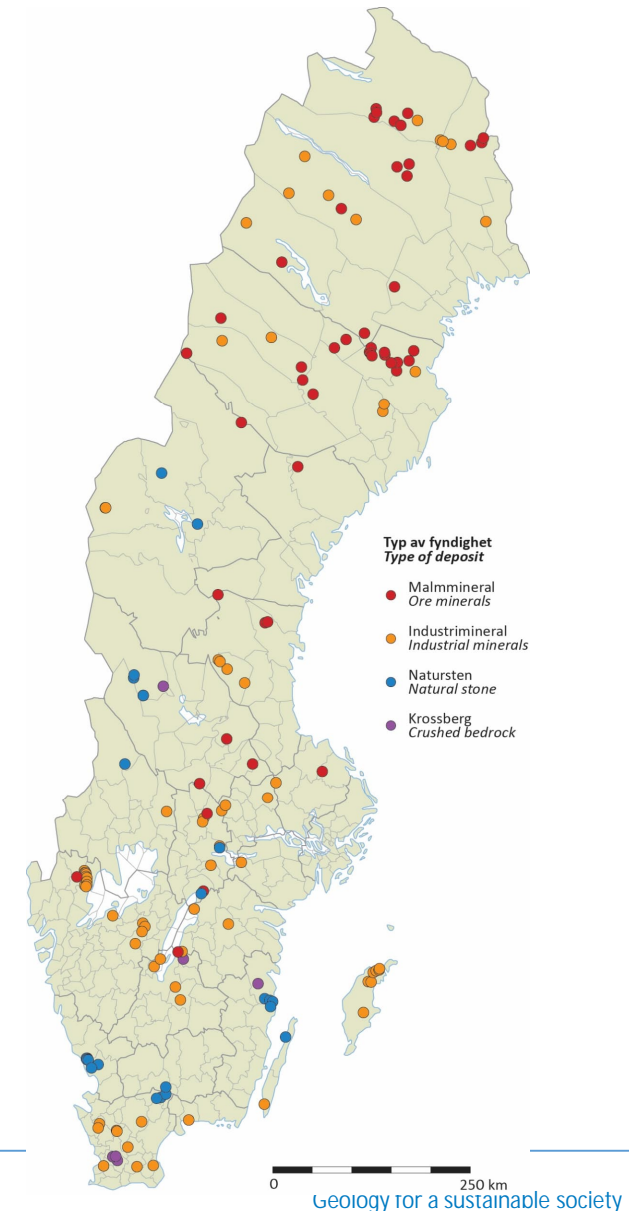 Typ av fyndighet
Type of deposit
Malmmineral
Ore minerals
Industrimineral
Industrial minerals
Natursten
Natural stone
Krossberg
Crushed bedrock
0 250 km
Geology for a sustainable society